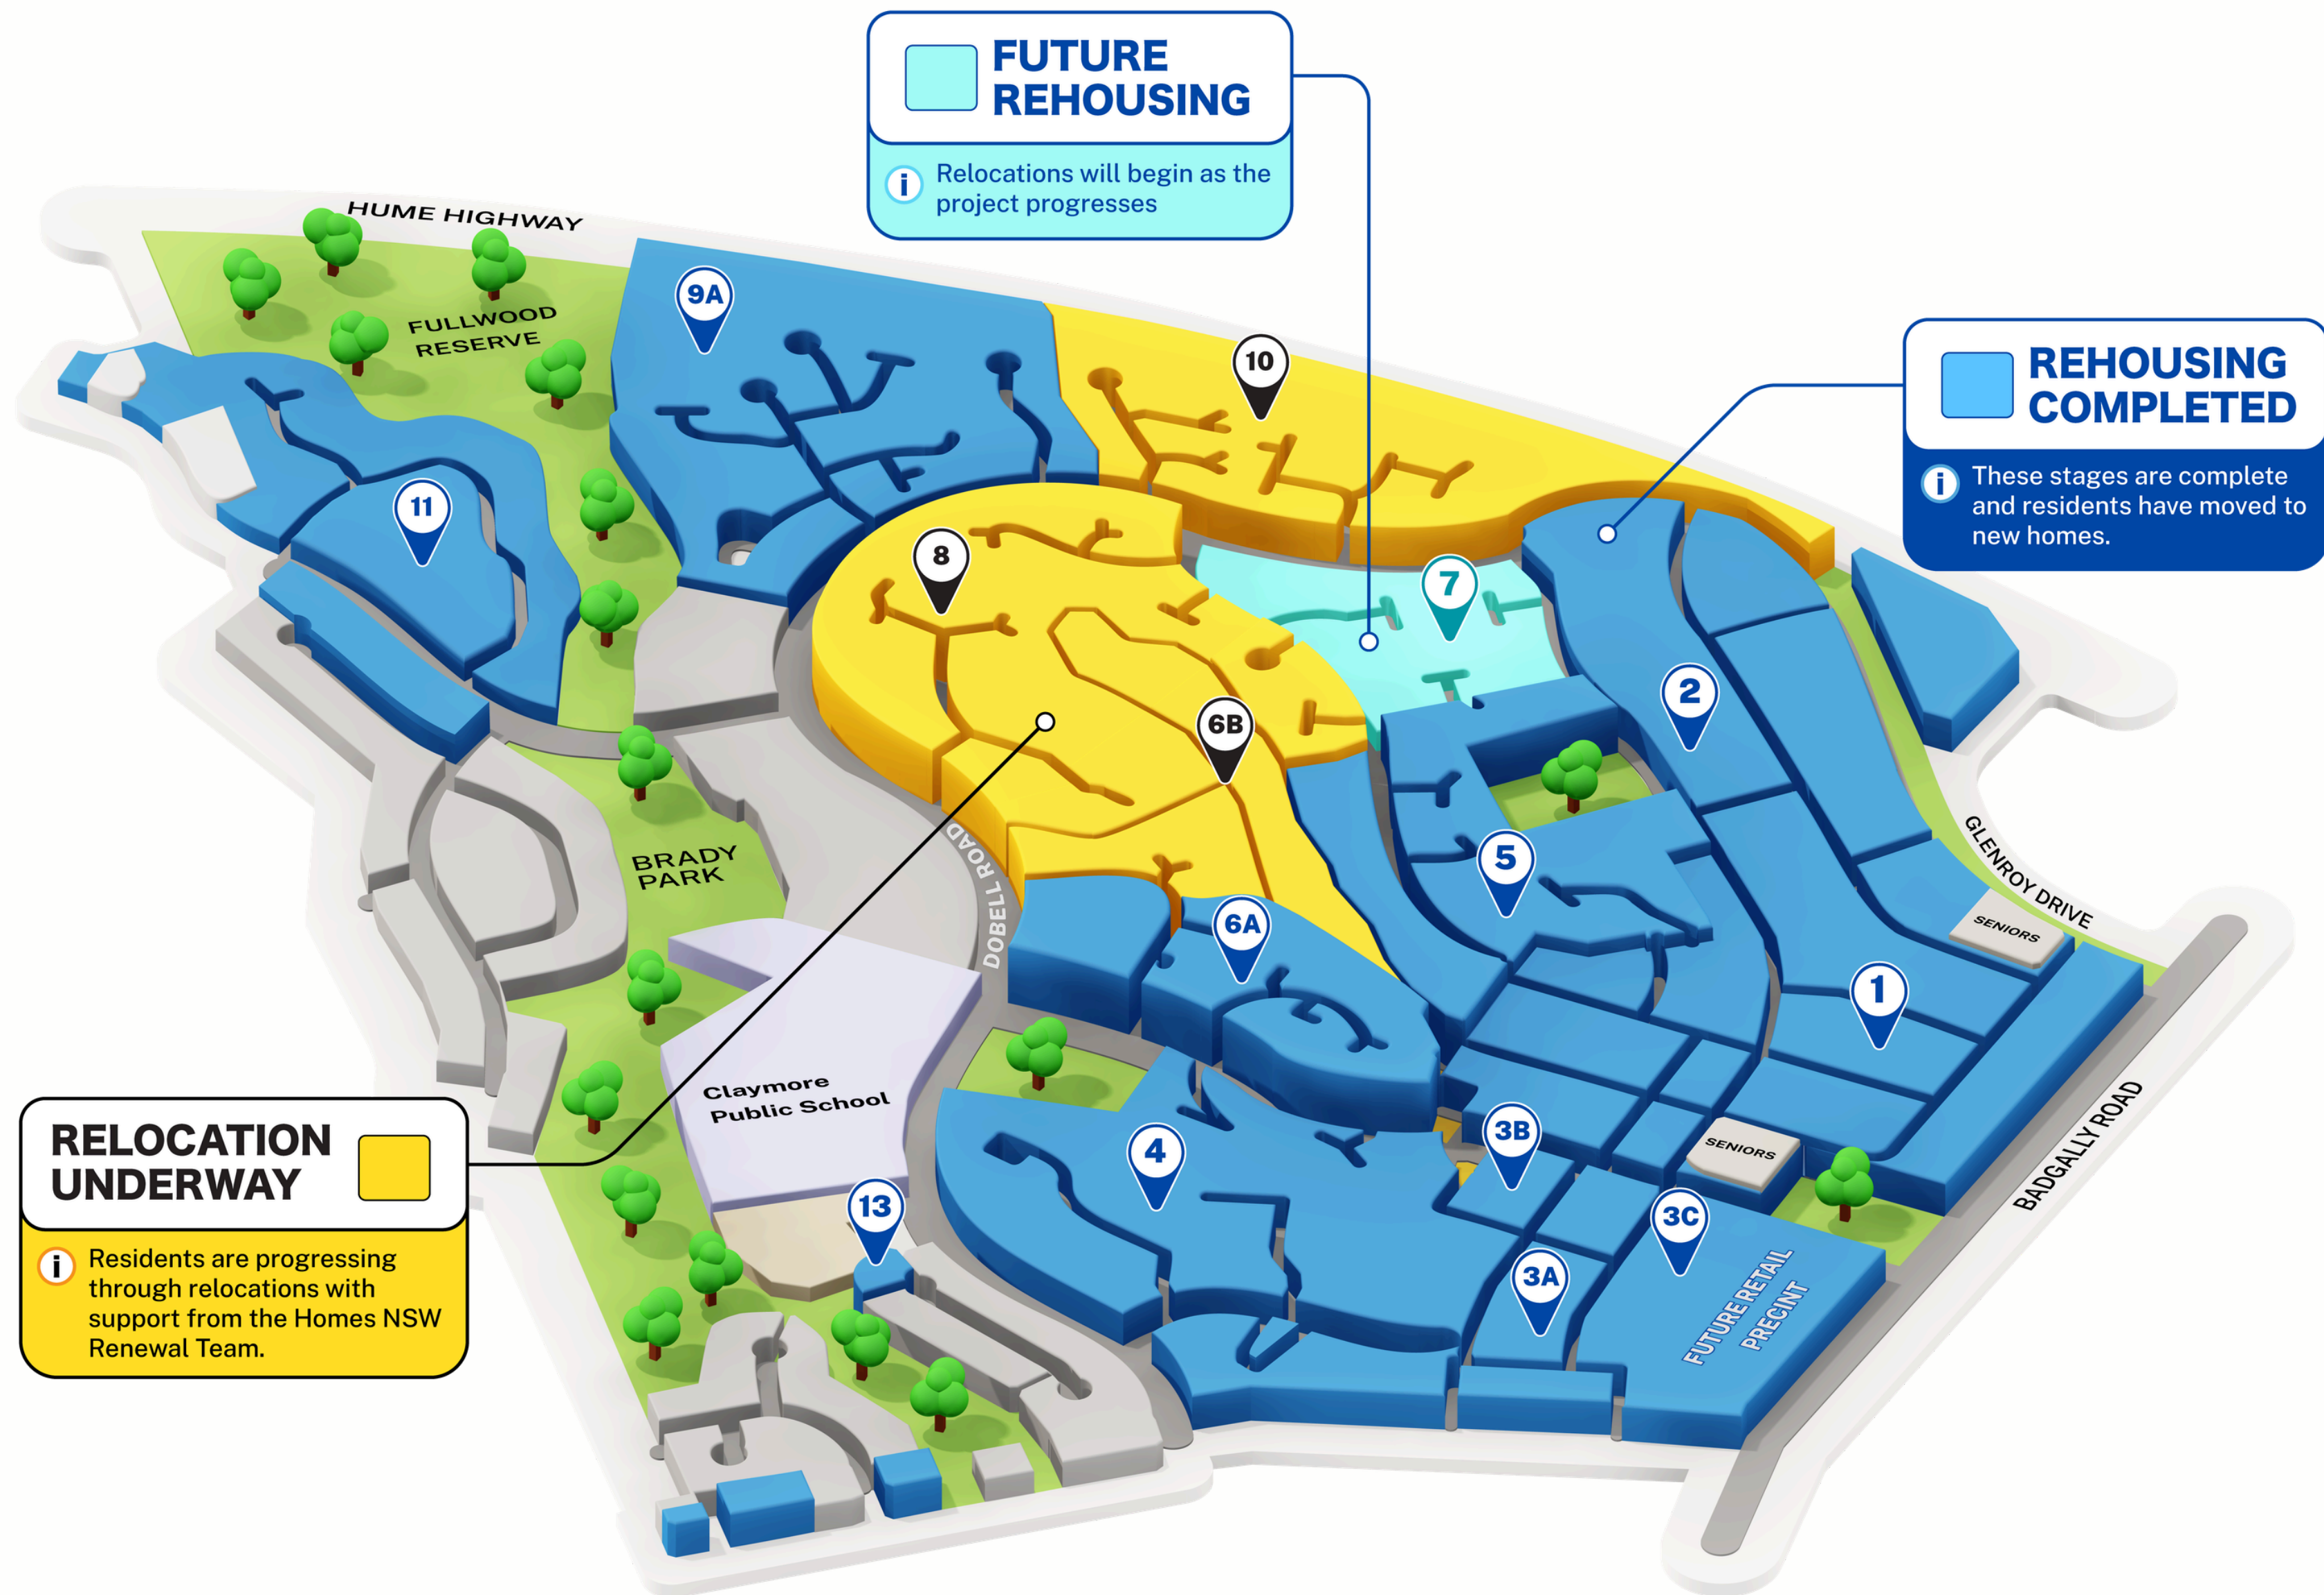 FUTURE
REHOUSING
i
Relocations will begin as the
project progresses
HUME HIGHWAY
FULLWOOD
RESERVE
9A
10
REHOUSING
COMPLETED
i
These stages are complete
and residents have moved to
new homes.
11
8
7
2
6B
BRADY
PARK
DOBELL ROAD
5
6A
GLENROY DRIVE
SENIORS
1
Claymore
Public School
BADGALLY ROAD
RELOCATION
UNDERWAY
i
Residents are progressing
through relocations with
support from the Homes NSW
Renewal Team.
4
3B
SENIORS
13
3C
3A
FUTURE RETAIL
PRECINT